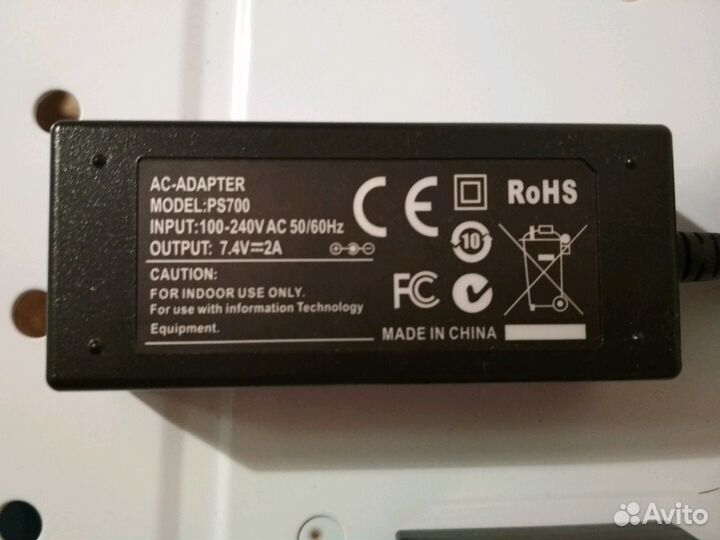 AC-ADAPTER
MODEL:PS700
INPUT:100-240V AC 50/60Hz
OUTPUT: 7.4V⎓2A
CAUTION:
FOR INDOOR USE ONLY.
For use with information Technology
Equipment.
CE
RoHS
10
FC
MADE IN CHINA
Avito